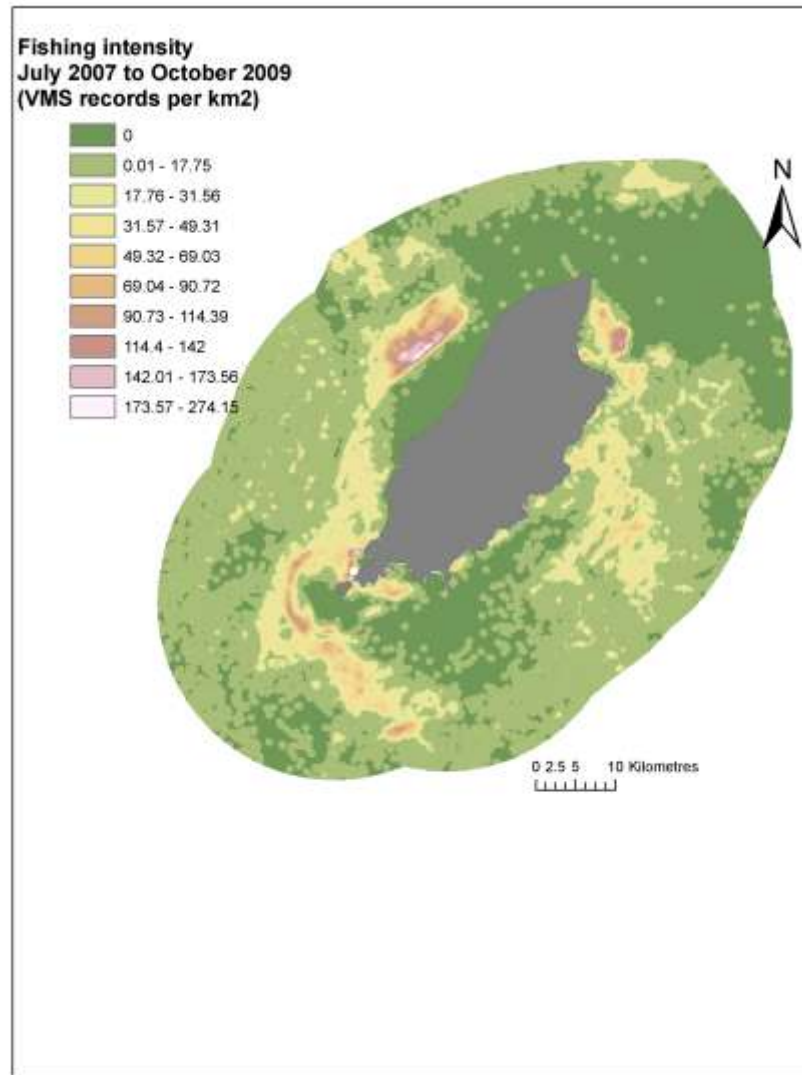 Fishing intensity
July 2007 to October 2009
(VMS records per km2)
0
0.01 - 17.75
17.76 - 31.56
31.57 - 49.31
49.32 - 69.03
69.04 - 90.72
90.73 - 114.39
114.4 - 142
142.01 - 173.56
173.57 - 274.15
N
0 2.5 5 10 Kilometres